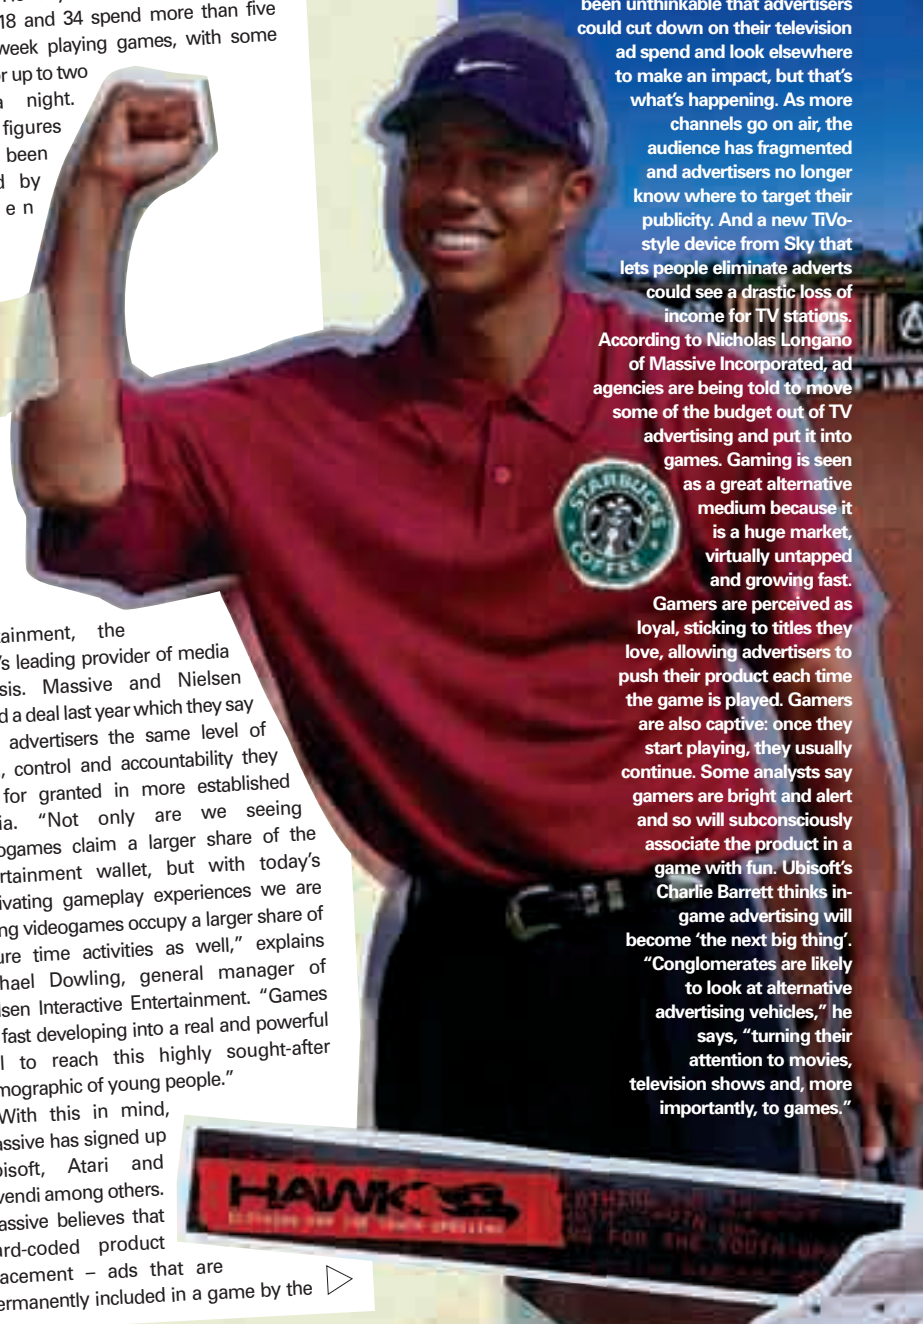 18 and 34 spend more than five
week playing games, with some
or up to two
a night.
figures
been
d by
e n
tainment, the
's leading provider of media
sis. Massive and Nielsen
d a deal last year which they say
advertisers the same level of
, control and accountability they
for granted in more established
ia. “Not only are we seeing
ogames claim a larger share of the
rtainment wallet, but with today’s
ivating gameplay experiences we are
ng videogames occupy a larger share of
ure time activities as well,” explains
hael Dowling, general manager of
lsen Interactive Entertainment. “Games
fast developing into a real and powerful
l to reach this highly sought-after
mographic of young people.”
With this in mind,
assive has signed up
bisoft, Atari and
vendi among others.
assive believes that
ard-coded product
acement – ads that are
ermanently included in a game by the
been unthinkable that advertisers
could cut down on their television
ad spend and look elsewhere
to make an impact, but that’s
what’s happening. As more
channels go on air, the
audience has fragmented
and advertisers no longer
know where to target their
publicity. And a new TiVo-
style device from Sky that
lets people eliminate adverts
could see a drastic loss of
income for TV stations.
According to Nicholas Longano
of Massive Incorporated, ad
agencies are being told to move
some of the budget out of TV
advertising and put it into
games. Gaming is seen
as a great alternative
medium because it
is a huge market,
virtually untapped
and growing fast.
Gamers are perceived as
loyal, sticking to titles they
love, allowing advertisers to
push their product each time
the game is played. Gamers
are also captive: once they
start playing, they usually
continue. Some analysts say
gamers are bright and alert
and so will subconsciously
associate the product in a
game with fun. Ubisoft’s
Charlie Barrett thinks in-
game advertising will
become ‘the next big thing’.
“Conglomerates are likely
to look at alternative
advertising vehicles,” he
says, “turning their
attention to movies,
television shows and, more
importantly, to games.”
STARBUCKS
COFFEE
HAWK
CLOTHING FOR THE YOUTH UPRISING
FOR THE YOUTH